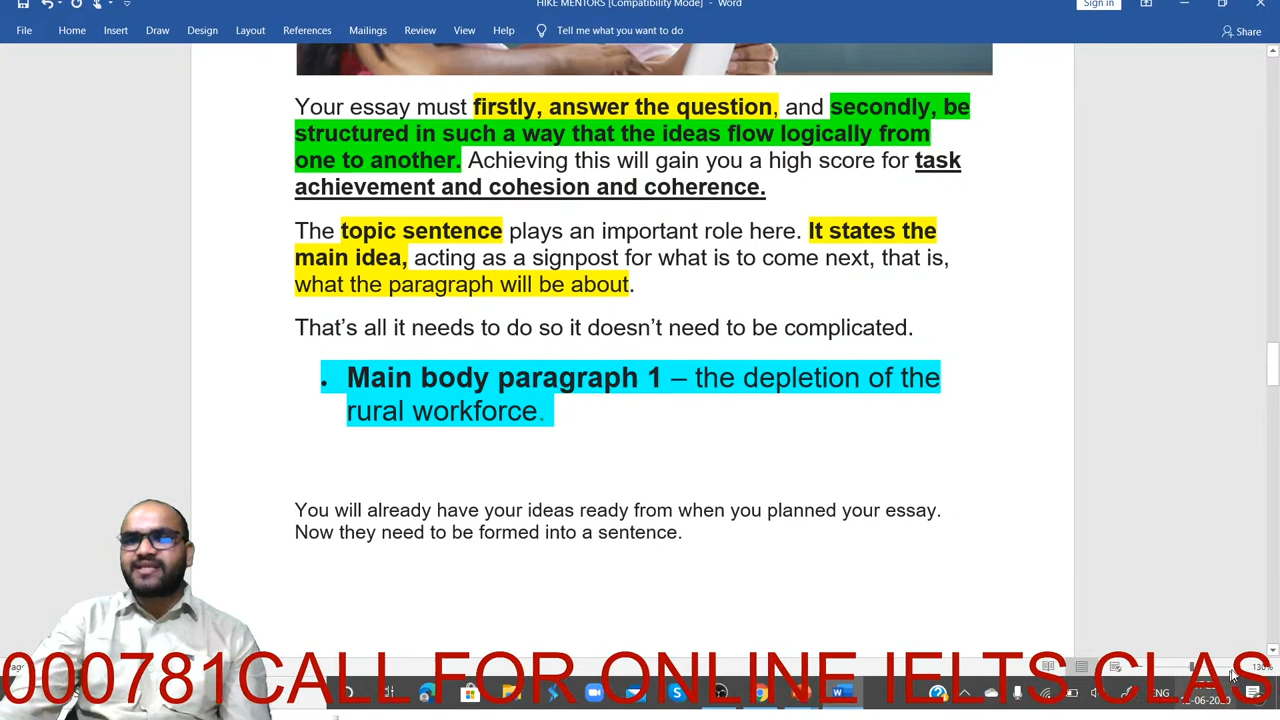 HIKE MENTORS [Compatibility Mode] - Word
Sign in
File Home Insert Draw Design Layout References Mailings Review View Help Tell me what you want to do Share
Your essay must firstly, answer the question, and secondly, be
structured in such a way that the ideas flow logically from
one to another. Achieving this will gain you a high score for task
achievement and cohesion and coherence.
The topic sentence plays an important role here. It states the
main idea, acting as a signpost for what is to come next, that is,
what the paragraph will be about.
That’s all it needs to do so it doesn’t need to be complicated.
• Main body paragraph 1 – the depletion of the
rural workforce.
You will already have your ideas ready from when you planned your essay.
Now they need to be formed into a sentence.
130%
000781CALL FOR ONLINE IELTS CLAS
ENG